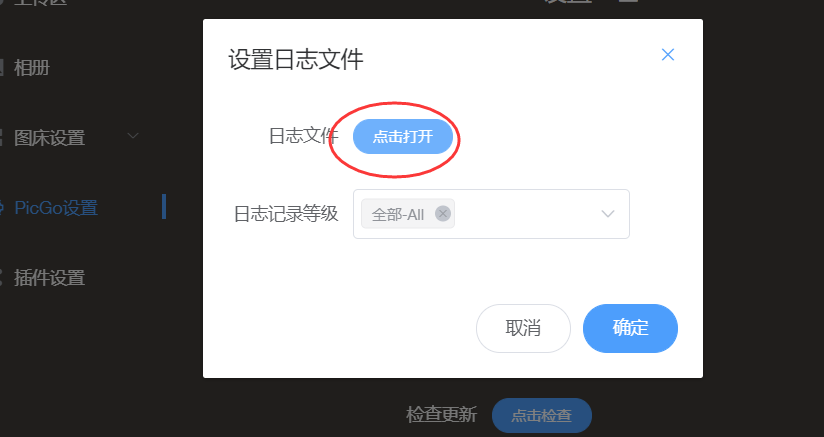 设置日志文件
相册
日志文件 点击打开
图床设置
PicGo设置
日志记录等级 全部-All
插件设置
取消 确定
检查更新 点击检查